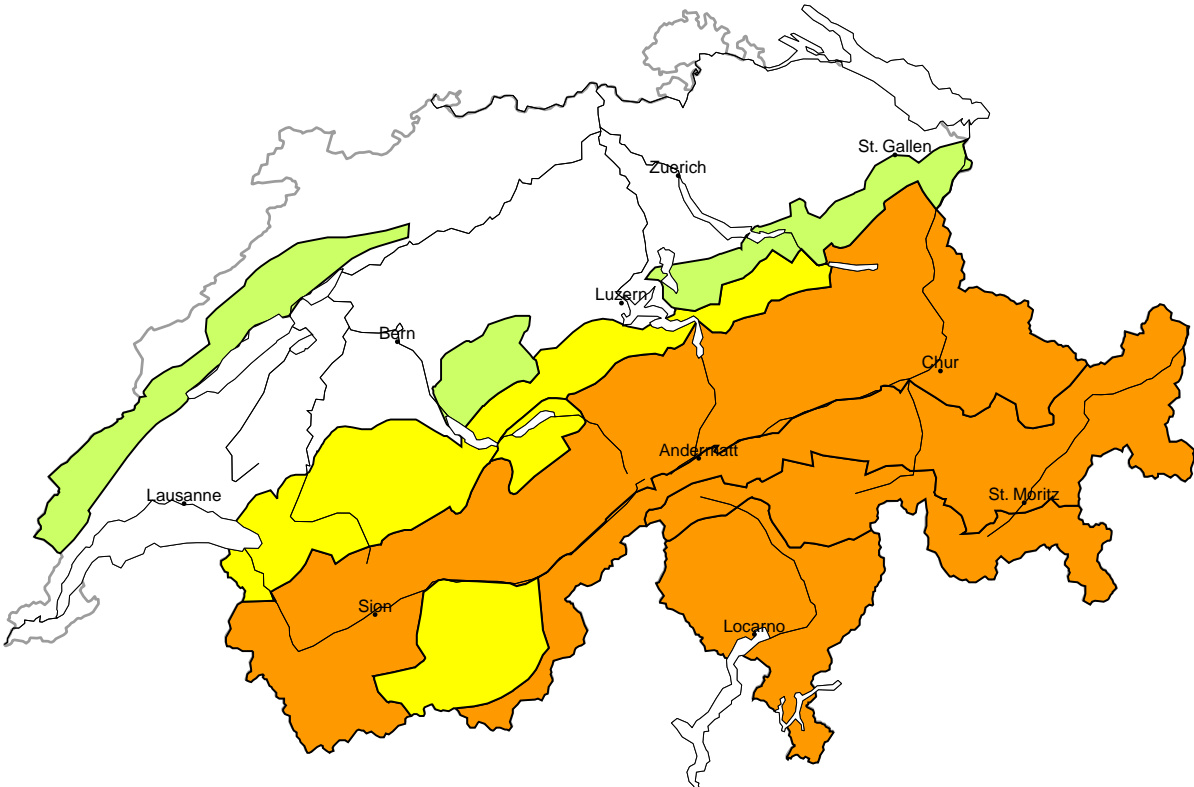 St. Gallen
Zuerich
Luzern
Bern
Chur
Andermatt
St. Moritz
Lausanne
Sion
Locarno